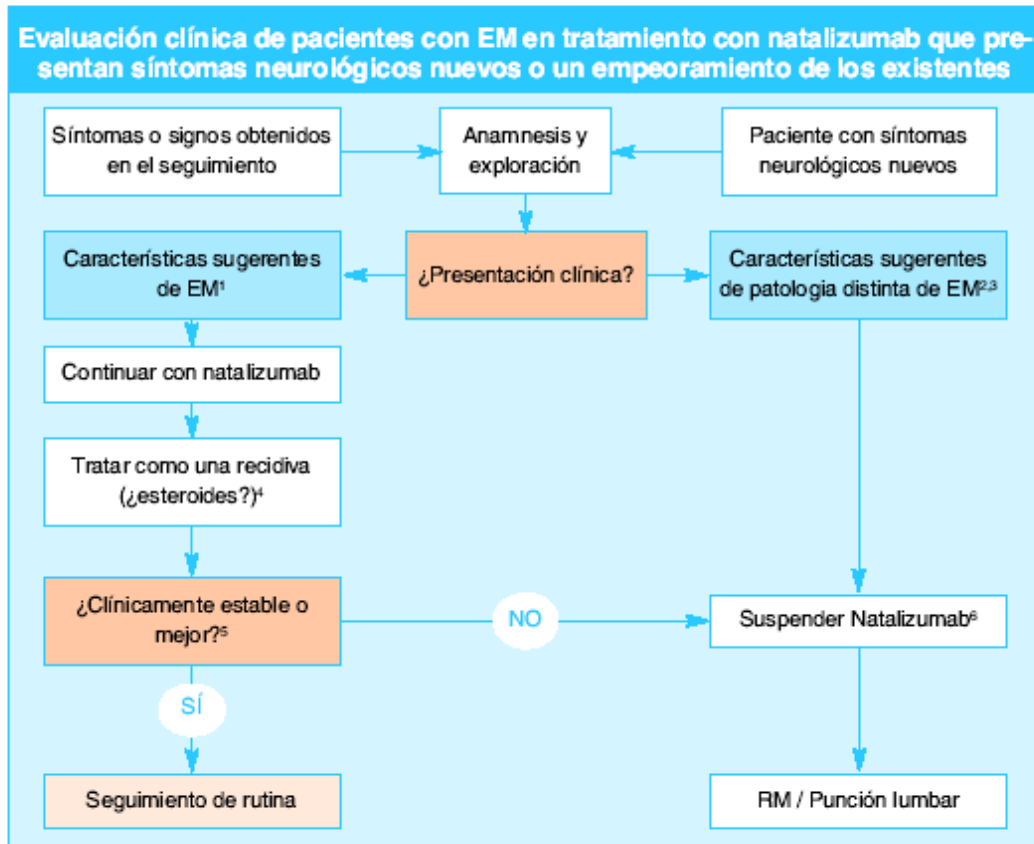 Evaluación clínica de pacientes con EM en tratamiento con natalizumab que pre-
sentan síntomas neurológicos nuevos o un empeoramiento de los existentes
Síntomas o signos obtenidos
en el seguimiento
Anamnesis y
exploración
Paciente con síntomas
neurológicos nuevos
Características sugerentes
de EM¹
¿Presentación clínica?
Características sugerentes
de patologia distinta de EM²,³
Continuar con natalizumab
Tratar como una recidiva
(¿esteroides?)⁴
¿Clínicamente estable o
mejor?⁵
NO
Suspender Natalizumab⁶
SÍ
Seguimiento de rutina
RM / Punción lumbar